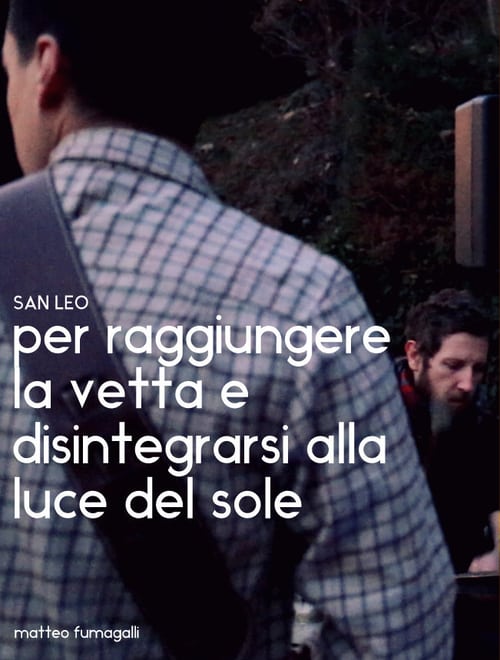 SAN LEO
per raggiungere
la vetta e
disintegrarsi alla
luce del sole
matteo fumagalli